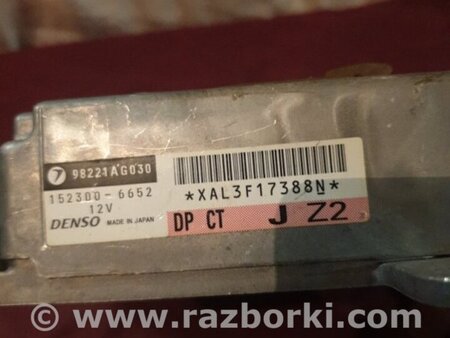 98221AG030
152300-6652
12V
DENSO MADE IN JAPAN
*XAL3F17388N*
DP CT J Z2
www.razborki.com